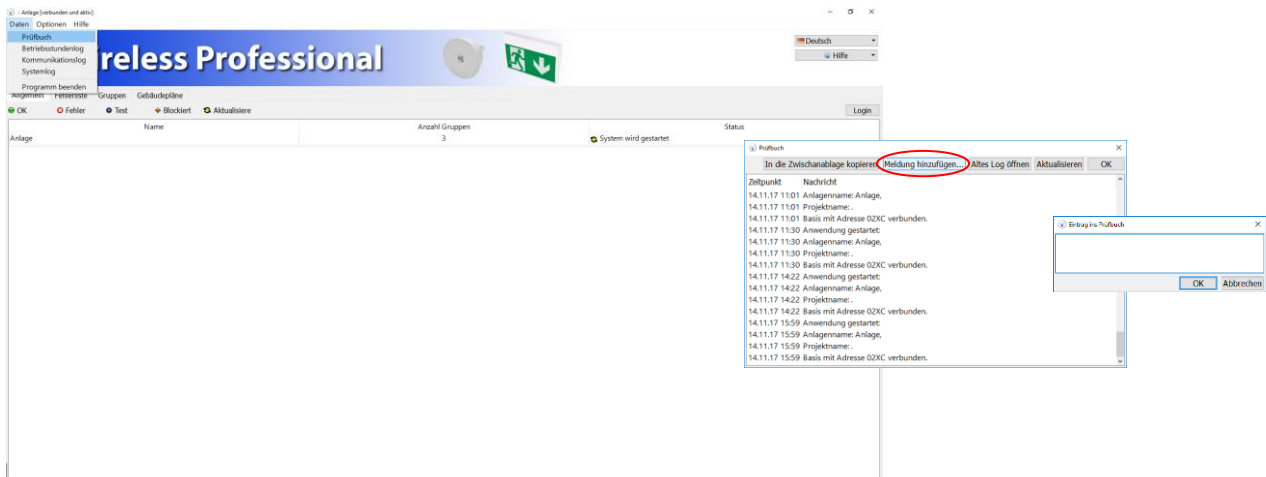 - Anlage [verbunden und aktiv]
Daten Optionen Hilfe
Prüfbuch
Betriebsstundenlog
Kommunikationslog
Systemlog
Programm beenden
reless Professional
Deutsch
Hilfe
Allgemein Fehlerliste Gruppen Gebäudepläne
OK Fehler Test Blockiert Aktualisiere
Login
Name Anzahl Gruppen Status
Anlage 3 System wird gestartet
Prüfbuch
In die Zwischanablage kopieren Meldung hinzufügen... Altes Log öffnen Aktualisieren OK
Zeitpunkt Nachricht
14.11.17 11:01 Anlagenname: Anlage,
14.11.17 11:01 Projektname: .
14.11.17 11:01 Basis mit Adresse 02XC verbunden.
14.11.17 11:30 Anwendung gestartet:
14.11.17 11:30 Anlagenname: Anlage,
14.11.17 11:30 Projektname: .
14.11.17 11:30 Basis mit Adresse 02XC verbunden.
14.11.17 14:22 Anwendung gestartet:
14.11.17 14:22 Anlagenname: Anlage,
14.11.17 14:22 Projektname: .
14.11.17 14:22 Basis mit Adresse 02XC verbunden.
14.11.17 15:59 Anwendung gestartet:
14.11.17 15:59 Anlagenname: Anlage,
14.11.17 15:59 Projektname: .
14.11.17 15:59 Basis mit Adresse 02XC verbunden.
Eintrag ins Prüfbuch
OK Abbrechen